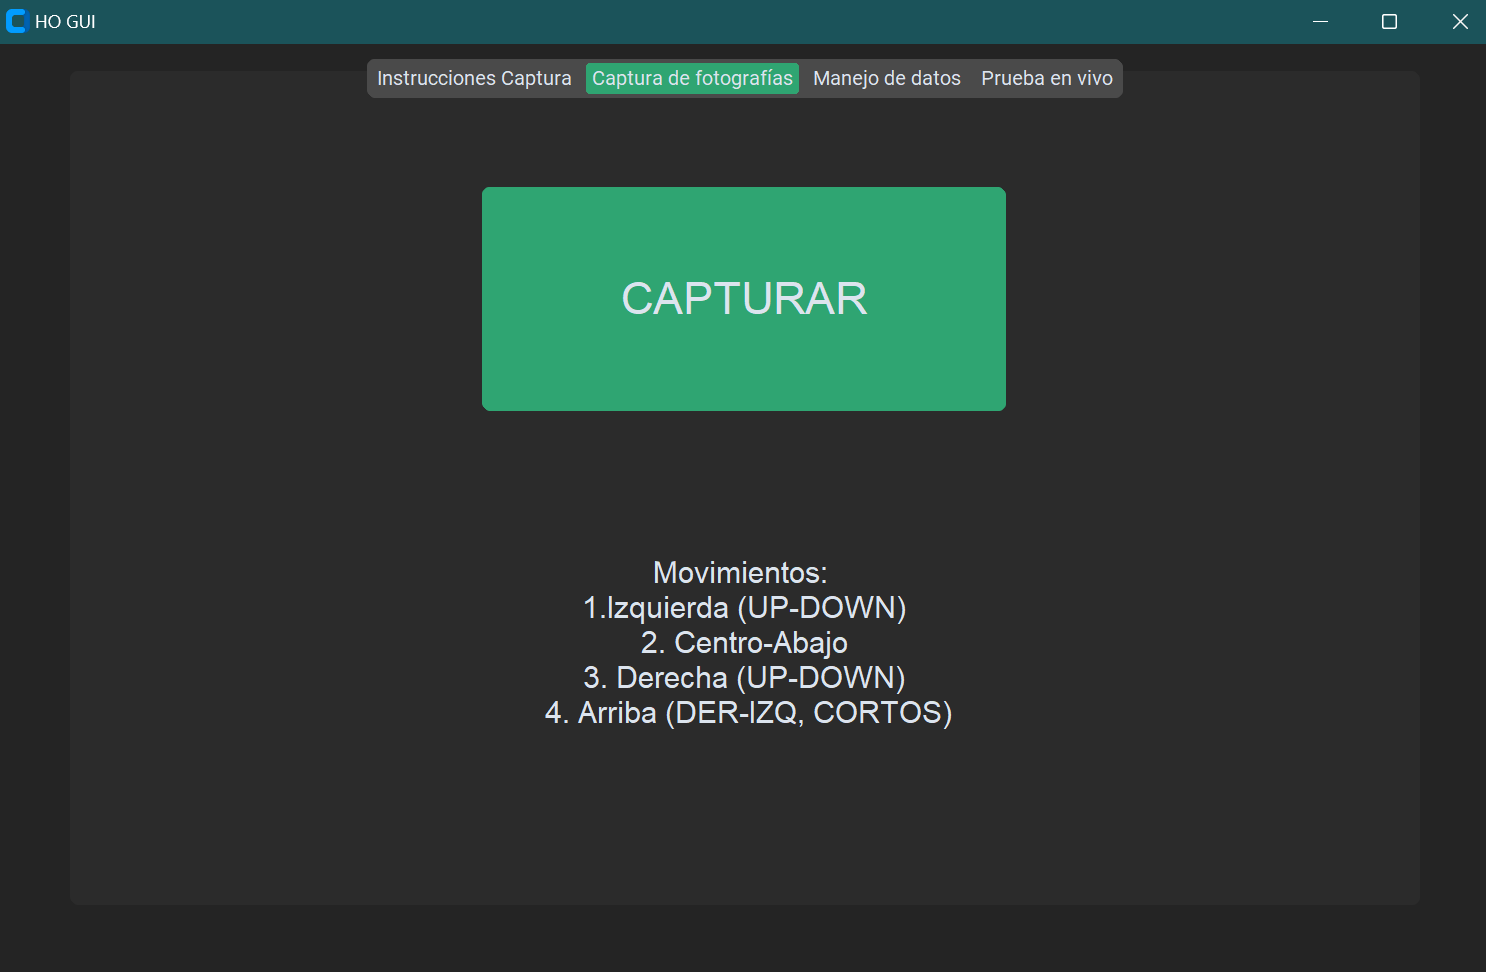 HO GUI
Instrucciones Captura
Captura de fotografías
Manejo de datos
Prueba en vivo
CAPTURAR
Movimientos:
1.Izquierda (UP-DOWN)
2. Centro-Abajo
3. Derecha (UP-DOWN)
4. Arriba (DER-IZQ, CORTOS)